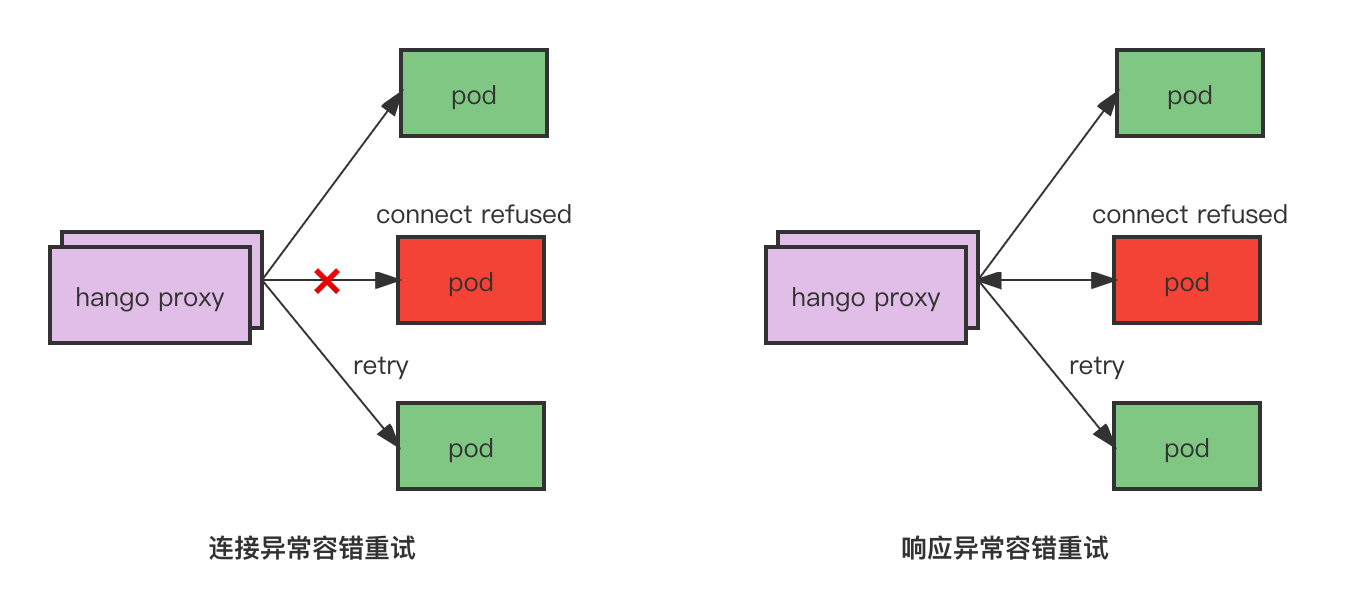 pod
connect refused
pod
hango proxy
retry
pod
连接异常容错重试
pod
connect refused
pod
hango proxy
retry
pod
响应异常容错重试